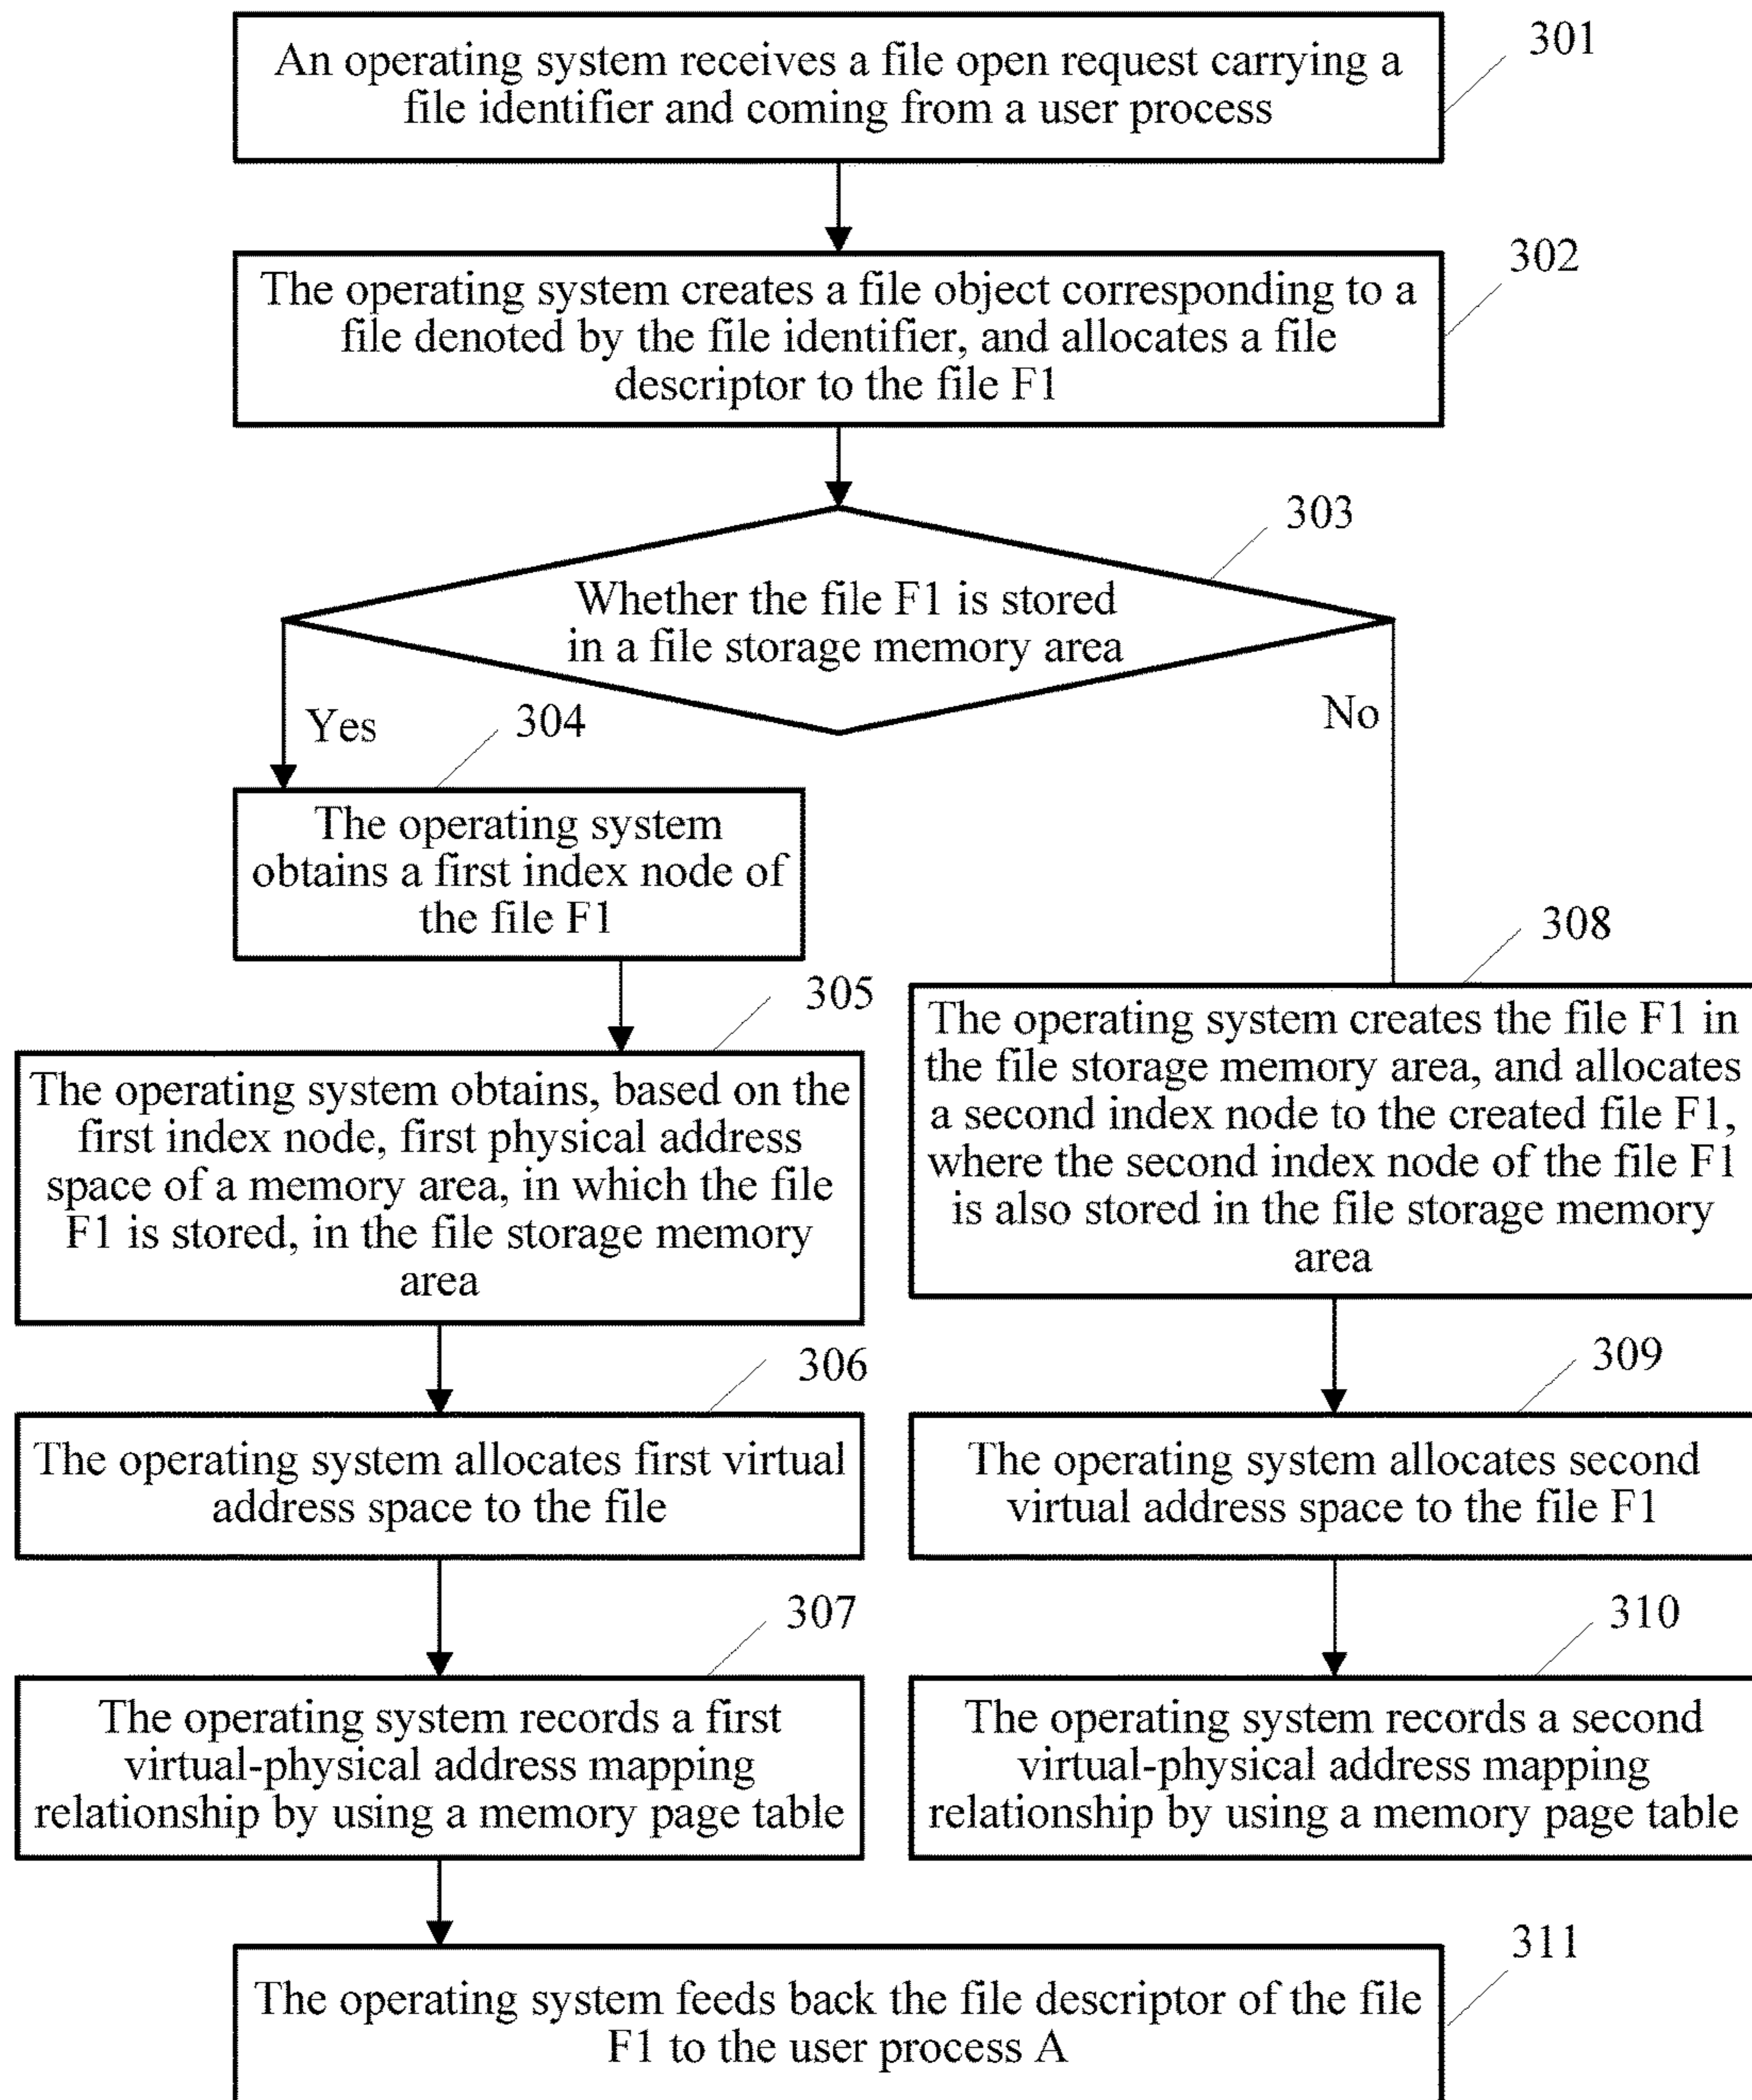 An operating system receives a file open request carrying a
file identifier and coming from a user process
301
The operating system creates a file object corresponding to a
file denoted by the file identifier, and allocates a file
descriptor to the file F1
302
Whether the file F1 is stored
in a file storage memory area
303
Yes
No
304
The operating system
obtains a first index node of
the file F1
305
The operating system obtains, based on the
first index node, first physical address
space of a memory area, in which the file
F1 is stored, in the file storage memory
area
306
The operating system allocates first virtual
address space to the file
307
The operating system records a first
virtual-physical address mapping
relationship by using a memory page table
308
The operating system creates the file F1 in
the file storage memory area, and allocates
a second index node to the created file F1,
where the second index node of the file F1
is also stored in the file storage memory
area
309
The operating system allocates second
virtual address space to the file F1
310
The operating system records a second
virtual-physical address mapping
relationship by using a memory page table
311
The operating system feeds back the file descriptor of the file
F1 to the user process A